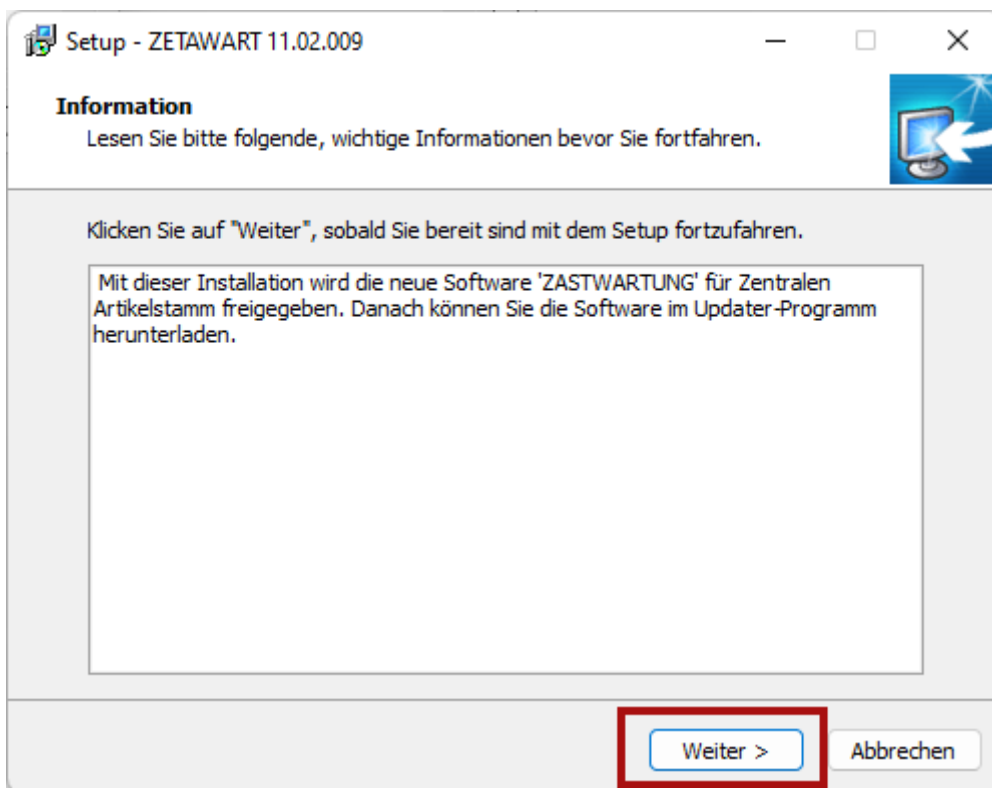 Setup - ZETAWART 11.02.009
Information
Lesen Sie bitte folgende, wichtige Informationen bevor Sie fortfahren.
Klicken Sie auf "Weiter", sobald Sie bereit sind mit dem Setup fortzufahren.
Mit dieser Installation wird die neue Software 'ZASTWARTUNG' für Zentralen
Artikelstamm freigegeben. Danach können Sie die Software im Updater-Programm
herunterladen.
Weiter >
Abbrechen